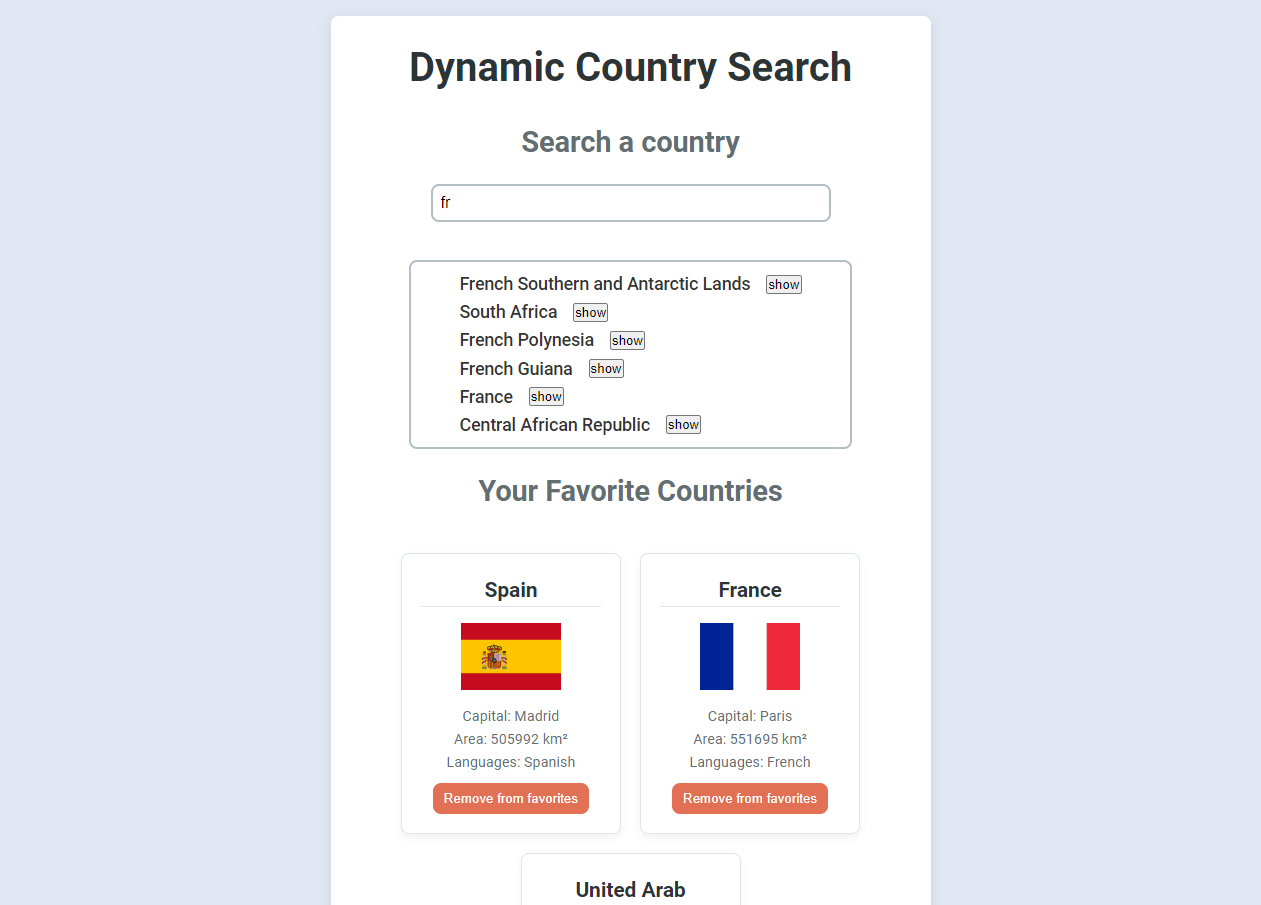 Dynamic Country Search
Search a country
fr
French Southern and Antarctic Lands show
South Africa show
French Polynesia show
French Guiana show
France show
Central African Republic show
Your Favorite Countries
Spain
Capital: Madrid
Area: 505992 km²
Languages: Spanish
Remove from favorites
France
Capital: Paris
Area: 551695 km²
Languages: French
Remove from favorites
United Arab